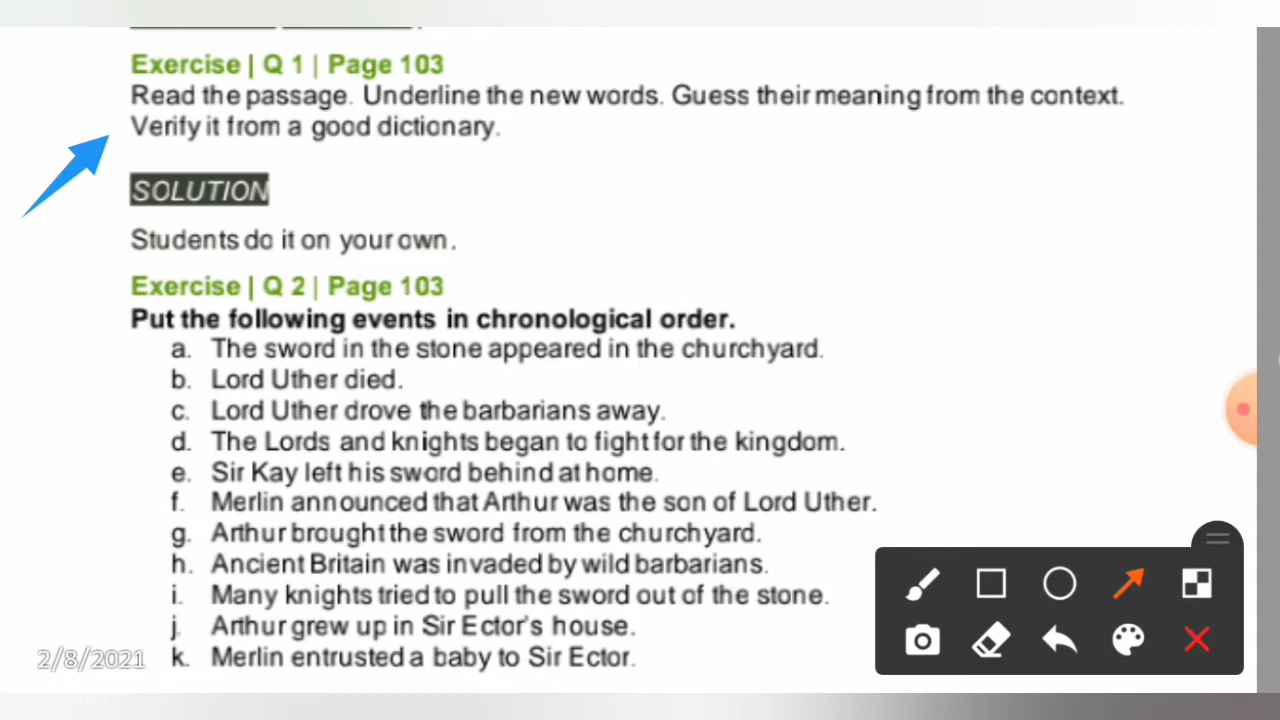 Exercise | Q 1 | Page 103
Read the passage. Underline the new words. Guess their meaning from the context.
Verify it from a good dictionary.
SOLUTION
Students do it on your own.
Exercise | Q 2 | Page 103
Put the following events in chronological order.
a. The sword in the stone appeared in the churchyard.
b. Lord Uther died.
c. Lord Uther drove the barbarians away.
d. The Lords and knights began to fight for the kingdom.
e. Sir Kay left his sword behind at home.
f. Merlin announced that Arthur was the son of Lord Uther.
g. Arthur brought the sword from the churchyard.
h. Ancient Britain was invaded by wild barbarians.
i. Many knights tried to pull the sword out of the stone.
j. Arthur grew up in Sir Ector's house.
k. Merlin entrusted a baby to Sir Ector.
2/8/2021